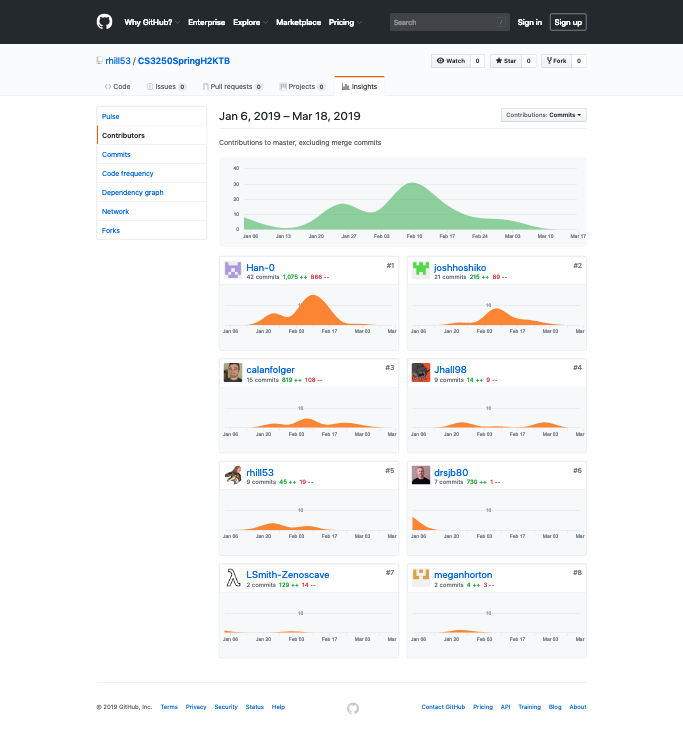 Why GitHub? Enterprise Explore Marketplace Pricing Search / Sign in Sign up
rhill53 / CS3250SpringH2KTB Watch 0 Star 0 Fork 0
Code Issues 0 Pull requests 0 Projects 0 Insights
Pulse
Contributors
Commits
Code frequency
Dependency graph
Network
Forks
Jan 6, 2019 – Mar 18, 2019 Contributions: Commits
Contributions to master, excluding merge commits
40
30
20
10
0
Jan 06 Jan 13 Jan 20 Jan 27 Feb 03 Feb 10 Feb 17 Feb 24 Mar 03 Mar 10 Mar 17
Han-0 #1
42 commits 1,075 ++ 866 --
Jan 06 Jan 20 Feb 03 Feb 17 Mar 03 Mar
joshhoshiko #2
21 commits 215 ++ 89 --
10
Jan 06 Jan 20 Feb 03 Feb 17 Mar 03 Mar
calanfolger #3
15 commits 819 ++ 108 --
10
Jan 06 Jan 20 Feb 03 Feb 17 Mar 03 Mar
Jhall98 #4
9 commits 14 ++ 9 --
10
Jan 06 Jan 20 Feb 03 Feb 17 Mar 03 Mar
rhill53 #5
9 commits 45 ++ 19 --
10
Jan 06 Jan 20 Feb 03 Feb 17 Mar 03 Mar
drsjb80 #6
7 commits 730 ++ 1 --
10
Jan 06 Jan 20 Feb 03 Feb 17 Mar 03 Mar
LSmith-Zenoscave #7
2 commits 129 ++ 14 --
10
Jan 06 Jan 20 Feb 03 Feb 17 Mar 03 Mar
meganhorton #8
2 commits 4 ++ 3 --
10
Jan 06 Jan 20 Feb 03 Feb 17 Mar 03 Mar
© 2019 GitHub, Inc. Terms Privacy Security Status Help Contact GitHub Pricing API Training Blog About